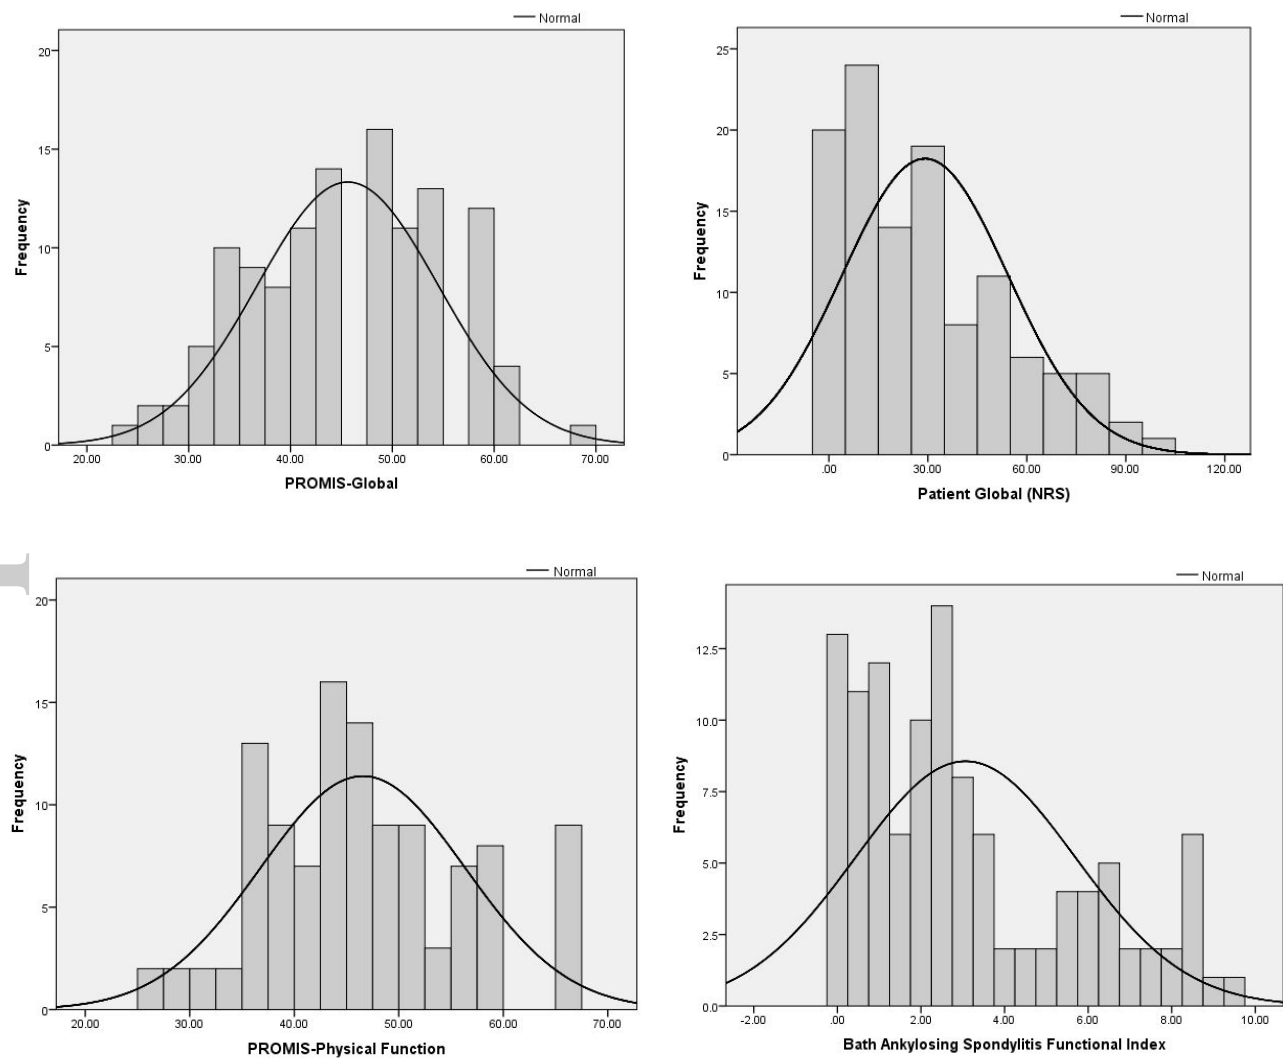 Normal
20
15
10
5
0
Frequency
20.00 30.00 40.00 50.00 60.00 70.00
PROMIS-Global
Normal
25
20
15
10
5
0
Frequency
.00 30.00 60.00 90.00 120.00
Patient Global (NRS)
Normal
20
15
10
5
0
Frequency
20.00 30.00 40.00 50.00 60.00 70.00
PROMIS-Physical Function
Normal
12.5
10.0
7.5
5.0
2.5
0.0
Frequency
-2.00 .00 2.00 4.00 6.00 8.00 10.00
Bath Ankylosing Spondylitis Functional Index